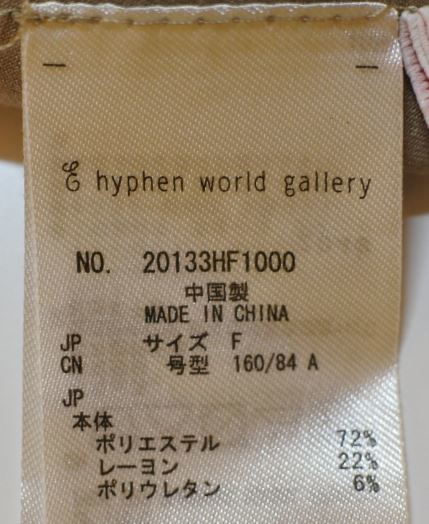 E hyphen world gallery
NO. 20133HF1000
中国製
MADE IN CHINA
JP サイズ F
CN 号型 160/84 A
JP
本体
ポリエステル 72%
レーヨン 22%
ポリウレタン 6%